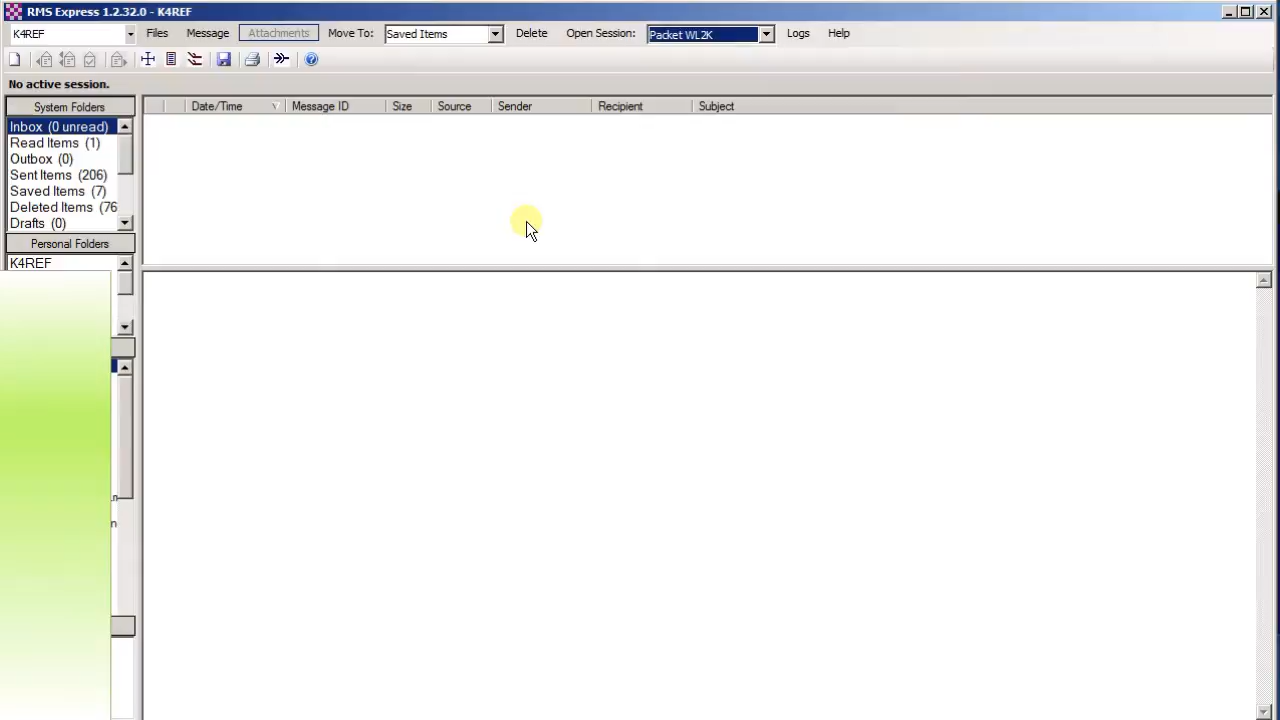 RMS Express 1.2.32.0 - K4REF
K4REF Files Message Attachments Move To: Saved Items Delete Open Session: Packet WL2K Logs Help
No active session.
System Folders Date/Time Message ID Size Source Sender Recipient Subject
Inbox (0 unread)
Read Items (1)
Outbox (0)
Sent Items (206)
Saved Items (7)
Deleted Items (76
Drafts (0)
Personal Folders
K4REF
n